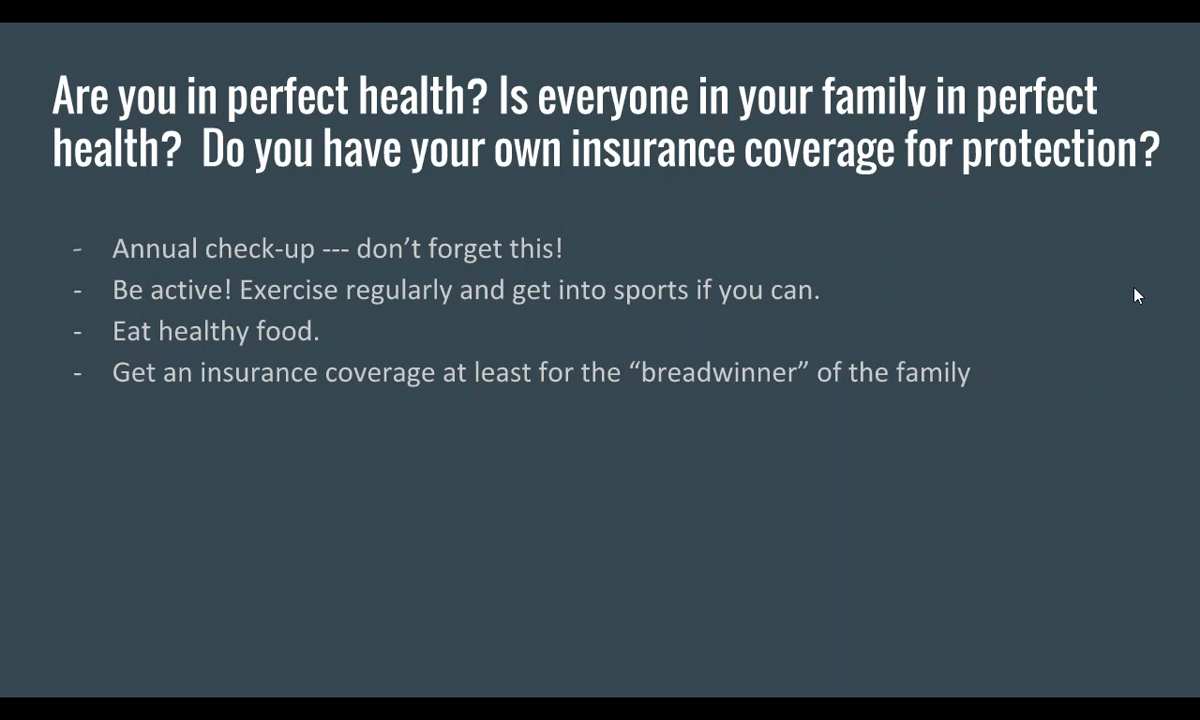 Are you in perfect health? Is everyone in your family in perfect
health?  Do you have your own insurance coverage for protection?
- Annual check-up --- don’t forget this!
- Be active! Exercise regularly and get into sports if you can.
- Eat healthy food.
- Get an insurance coverage at least for the “breadwinner” of the family